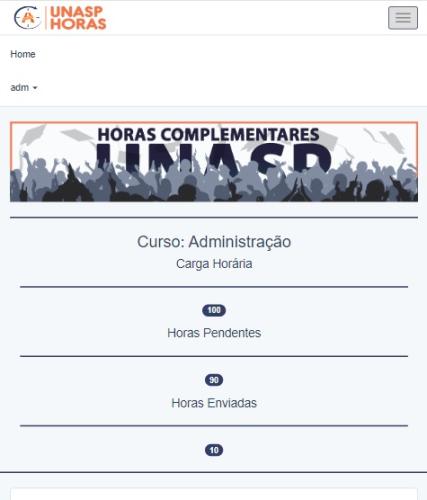 UNASP
HORAS
Home
adm
HORAS COMPLEMENTARES
UNASP
Curso: Administração
Carga Horária
100
Horas Pendentes
90
Horas Enviadas
10